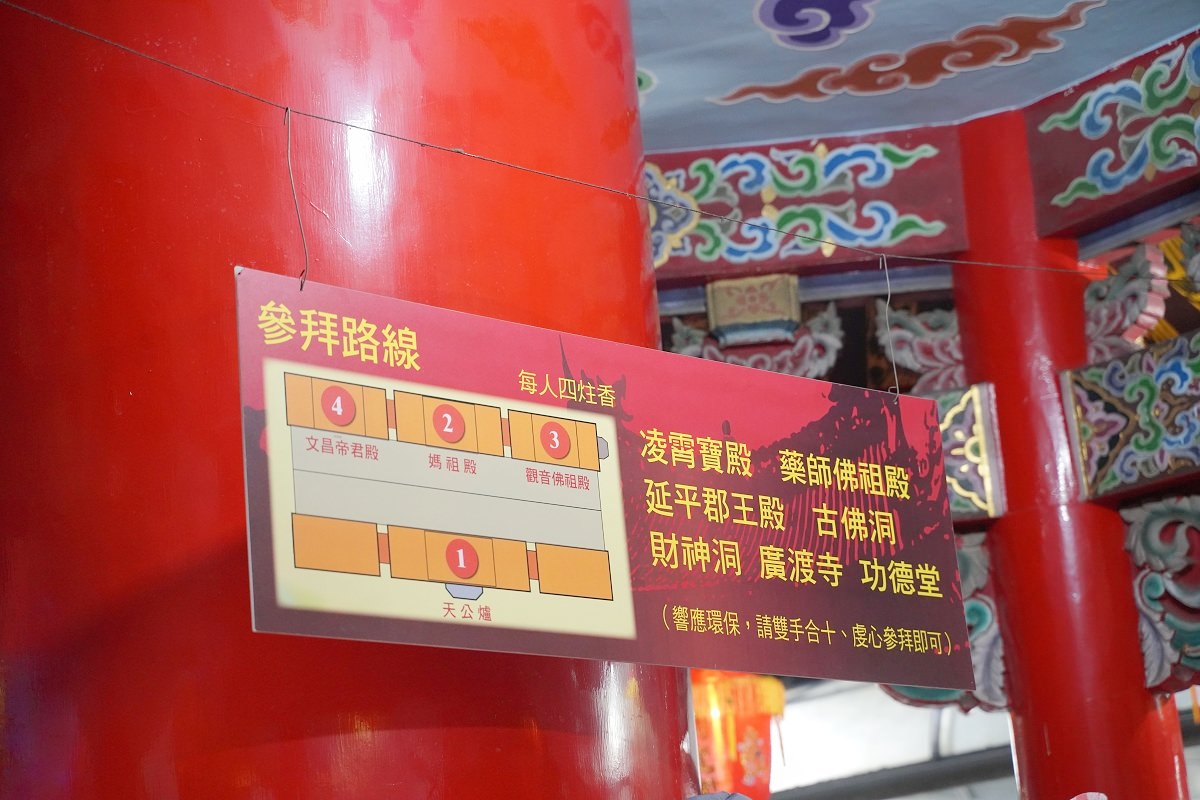 參拜路線
每人四炷香
4 2 3
文昌帝君殿 媽祖殿 觀音佛祖殿
1
天公爐
凌霄寶殿 藥師佛祖殿
延平郡王殿 古佛洞
財神洞 廣渡寺 功德堂
（響應環保，請雙手合十、虔心參拜即可）